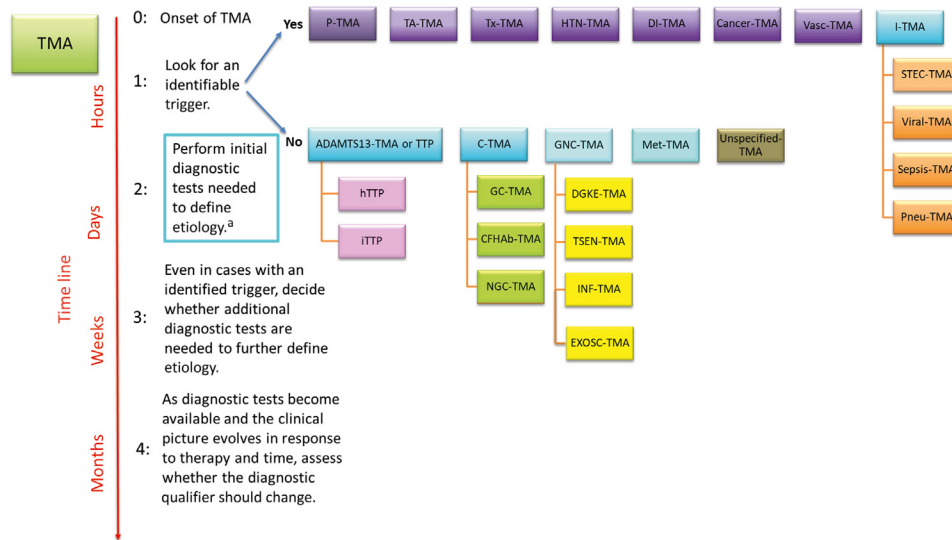 TMA
Time line
Hours
Days
Weeks
Months
0: Onset of TMA
1: Look for an
identifiable
trigger.
2: Perform initial
diagnostic
tests needed
to define
etiology.a
3: Even in cases with an
identified trigger, decide
whether additional
diagnostic tests are
needed to further define
etiology.
4: As diagnostic tests become
available and the clinical
picture evolves in response
to therapy and time, assess
whether the diagnostic
qualifier should change.
Yes
P-TMA
TA-TMA
Tx-TMA
HTN-TMA
DI-TMA
Cancer-TMA
Vasc-TMA
I-TMA
STEC-TMA
Viral-TMA
Sepsis-TMA
Pneu-TMA
No
ADAMTS13-TMA or TTP
hTTP
iTTP
C-TMA
GC-TMA
CFHAb-TMA
NGC-TMA
GNC-TMA
DGKE-TMA
TSEN-TMA
INF-TMA
EXOSC-TMA
Met-TMA
Unspecified-
TMA